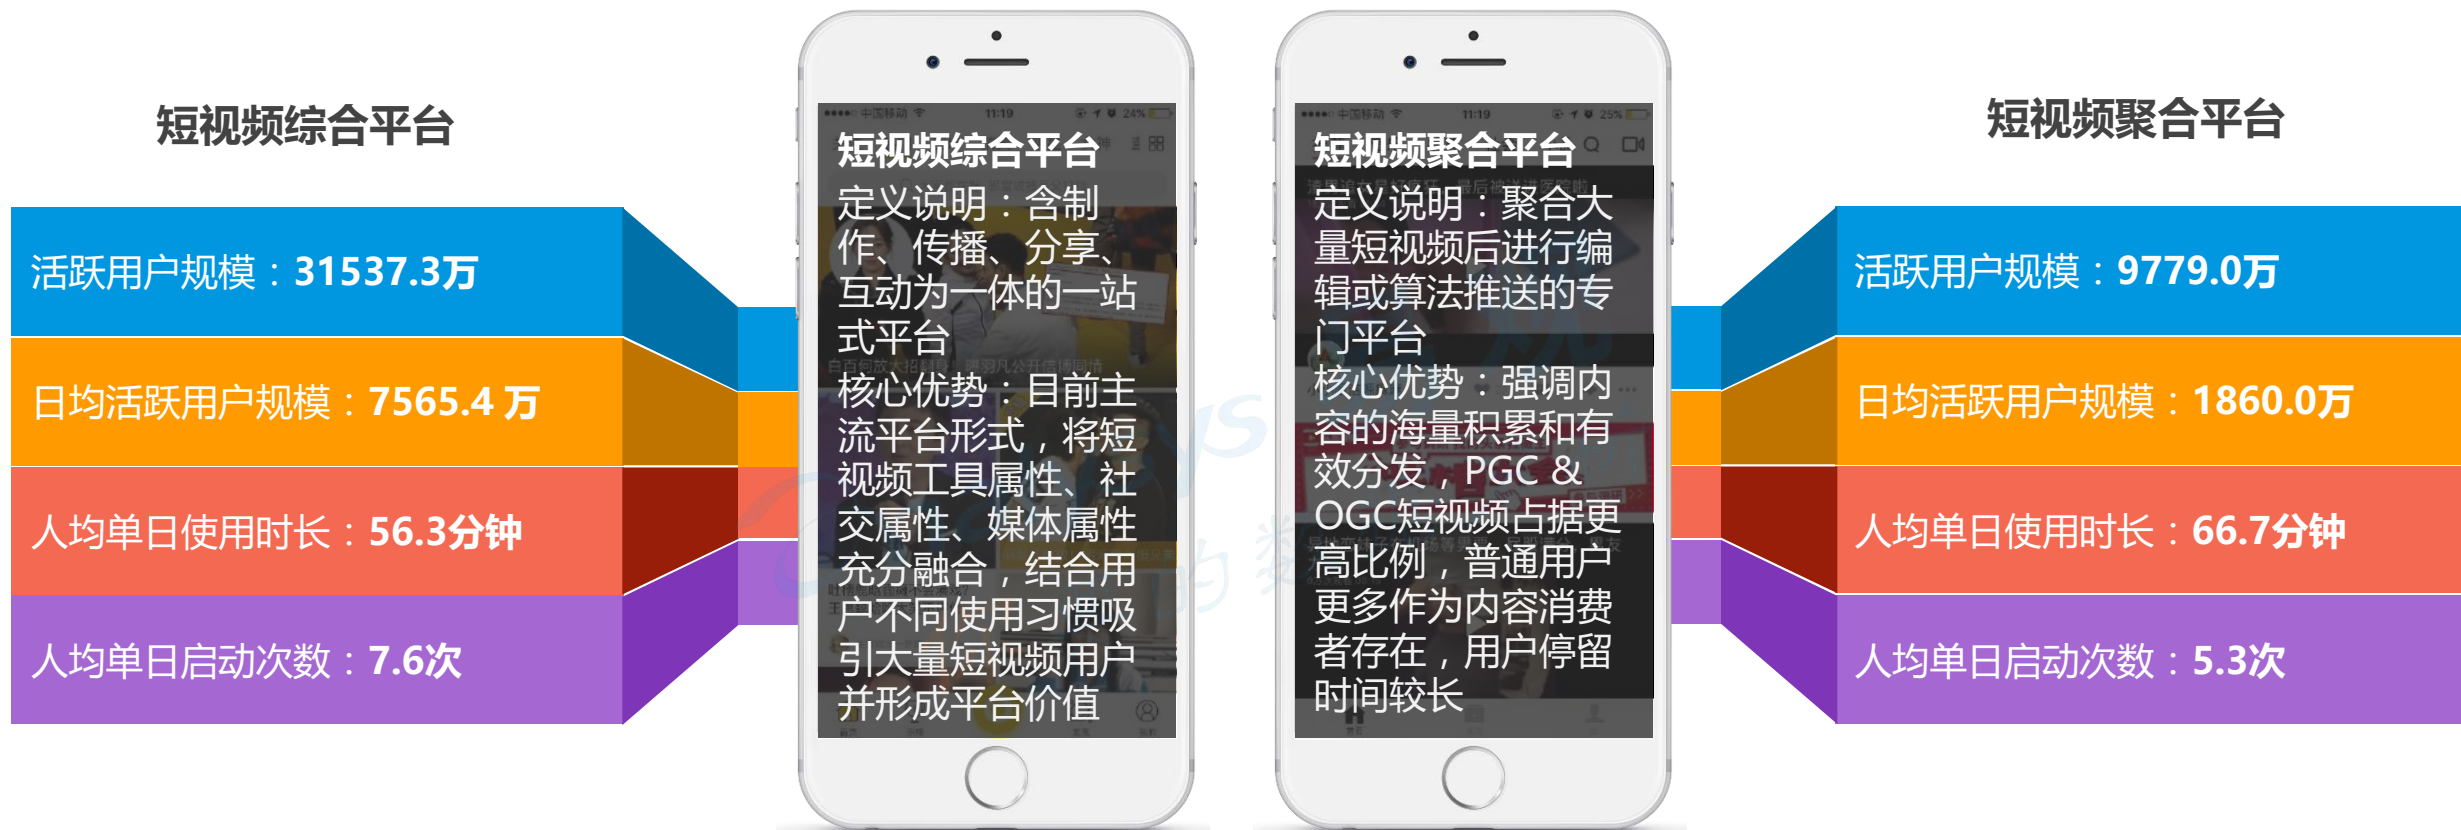 短视频综合平台
活跃用户规模：31537.3万
日均活跃用户规模：7565.4 万
人均单日使用时长：56.3分钟
人均单日启动次数：7.6次
中国移动
11:19
24%
短视频综合平台
定义说明：含制
作、传播、分享、
互动为一体的一站
式平台
核心优势：目前主
流平台形式，将短
视频工具属性、社
交属性、媒体属性
充分融合，结合用
户不同使用习惯吸
引大量短视频用户
并形成平台价值
中国移动
11:19
25%
短视频聚合平台
定义说明：聚合大
量短视频后进行编
辑或算法推送的专
门平台
核心优势：强调内
容的海量积累和有
效分发，PGC &
OGC短视频占据更
高比例，普通用户
更多作为内容消费
者存在，用户停留
时间较长
短视频聚合平台
活跃用户规模：9779.0万
日均活跃用户规模：1860.0万
人均单日使用时长：66.7分钟
人均单日启动次数：5.3次